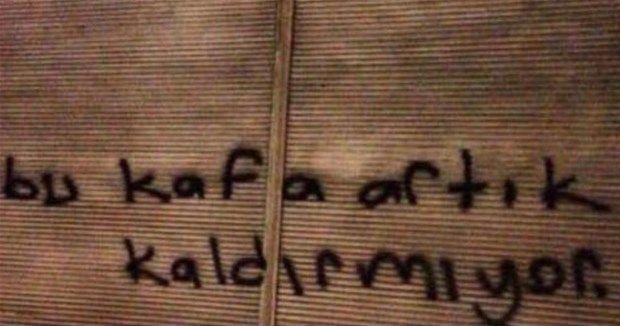 bu kafa artık
kaldırmıyor.